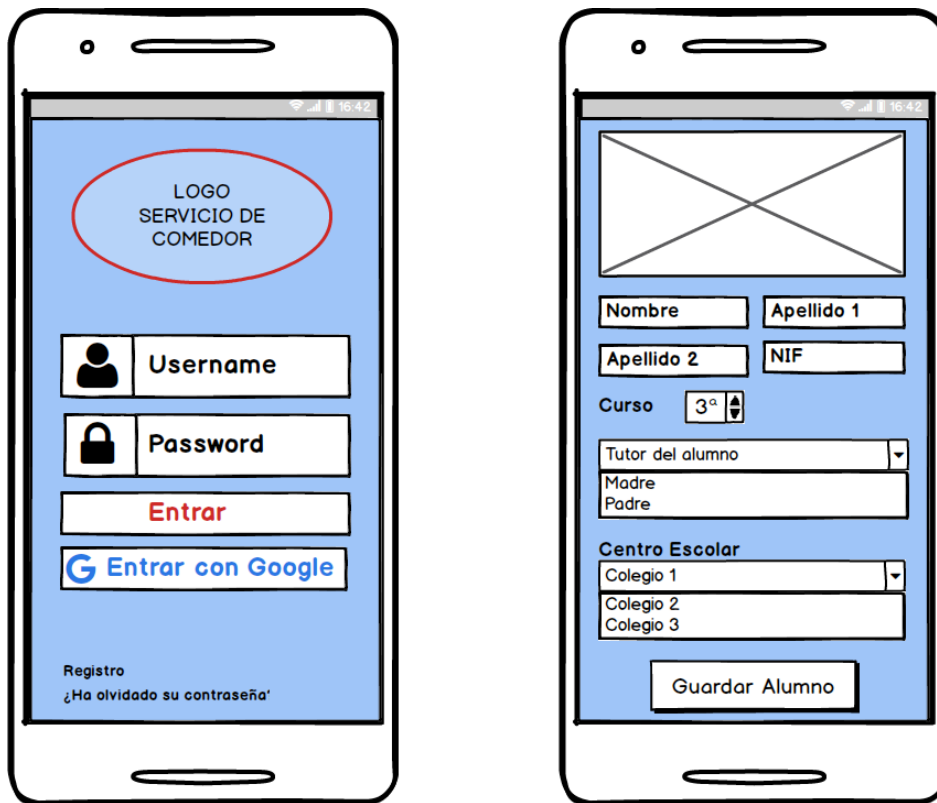 16:42
LOGO
SERVICIO DE
COMEDOR
Username
Password
Entrar
G Entrar con Google
Registro
¿Ha olvidado su contraseña'
16:42
Nombre
Apellido 1
Apellido 2
NIF
Curso
3ª
Tutor del alumno
Madre
Padre
Centro Escolar
Colegio 1
Colegio 2
Colegio 3
Guardar Alumno